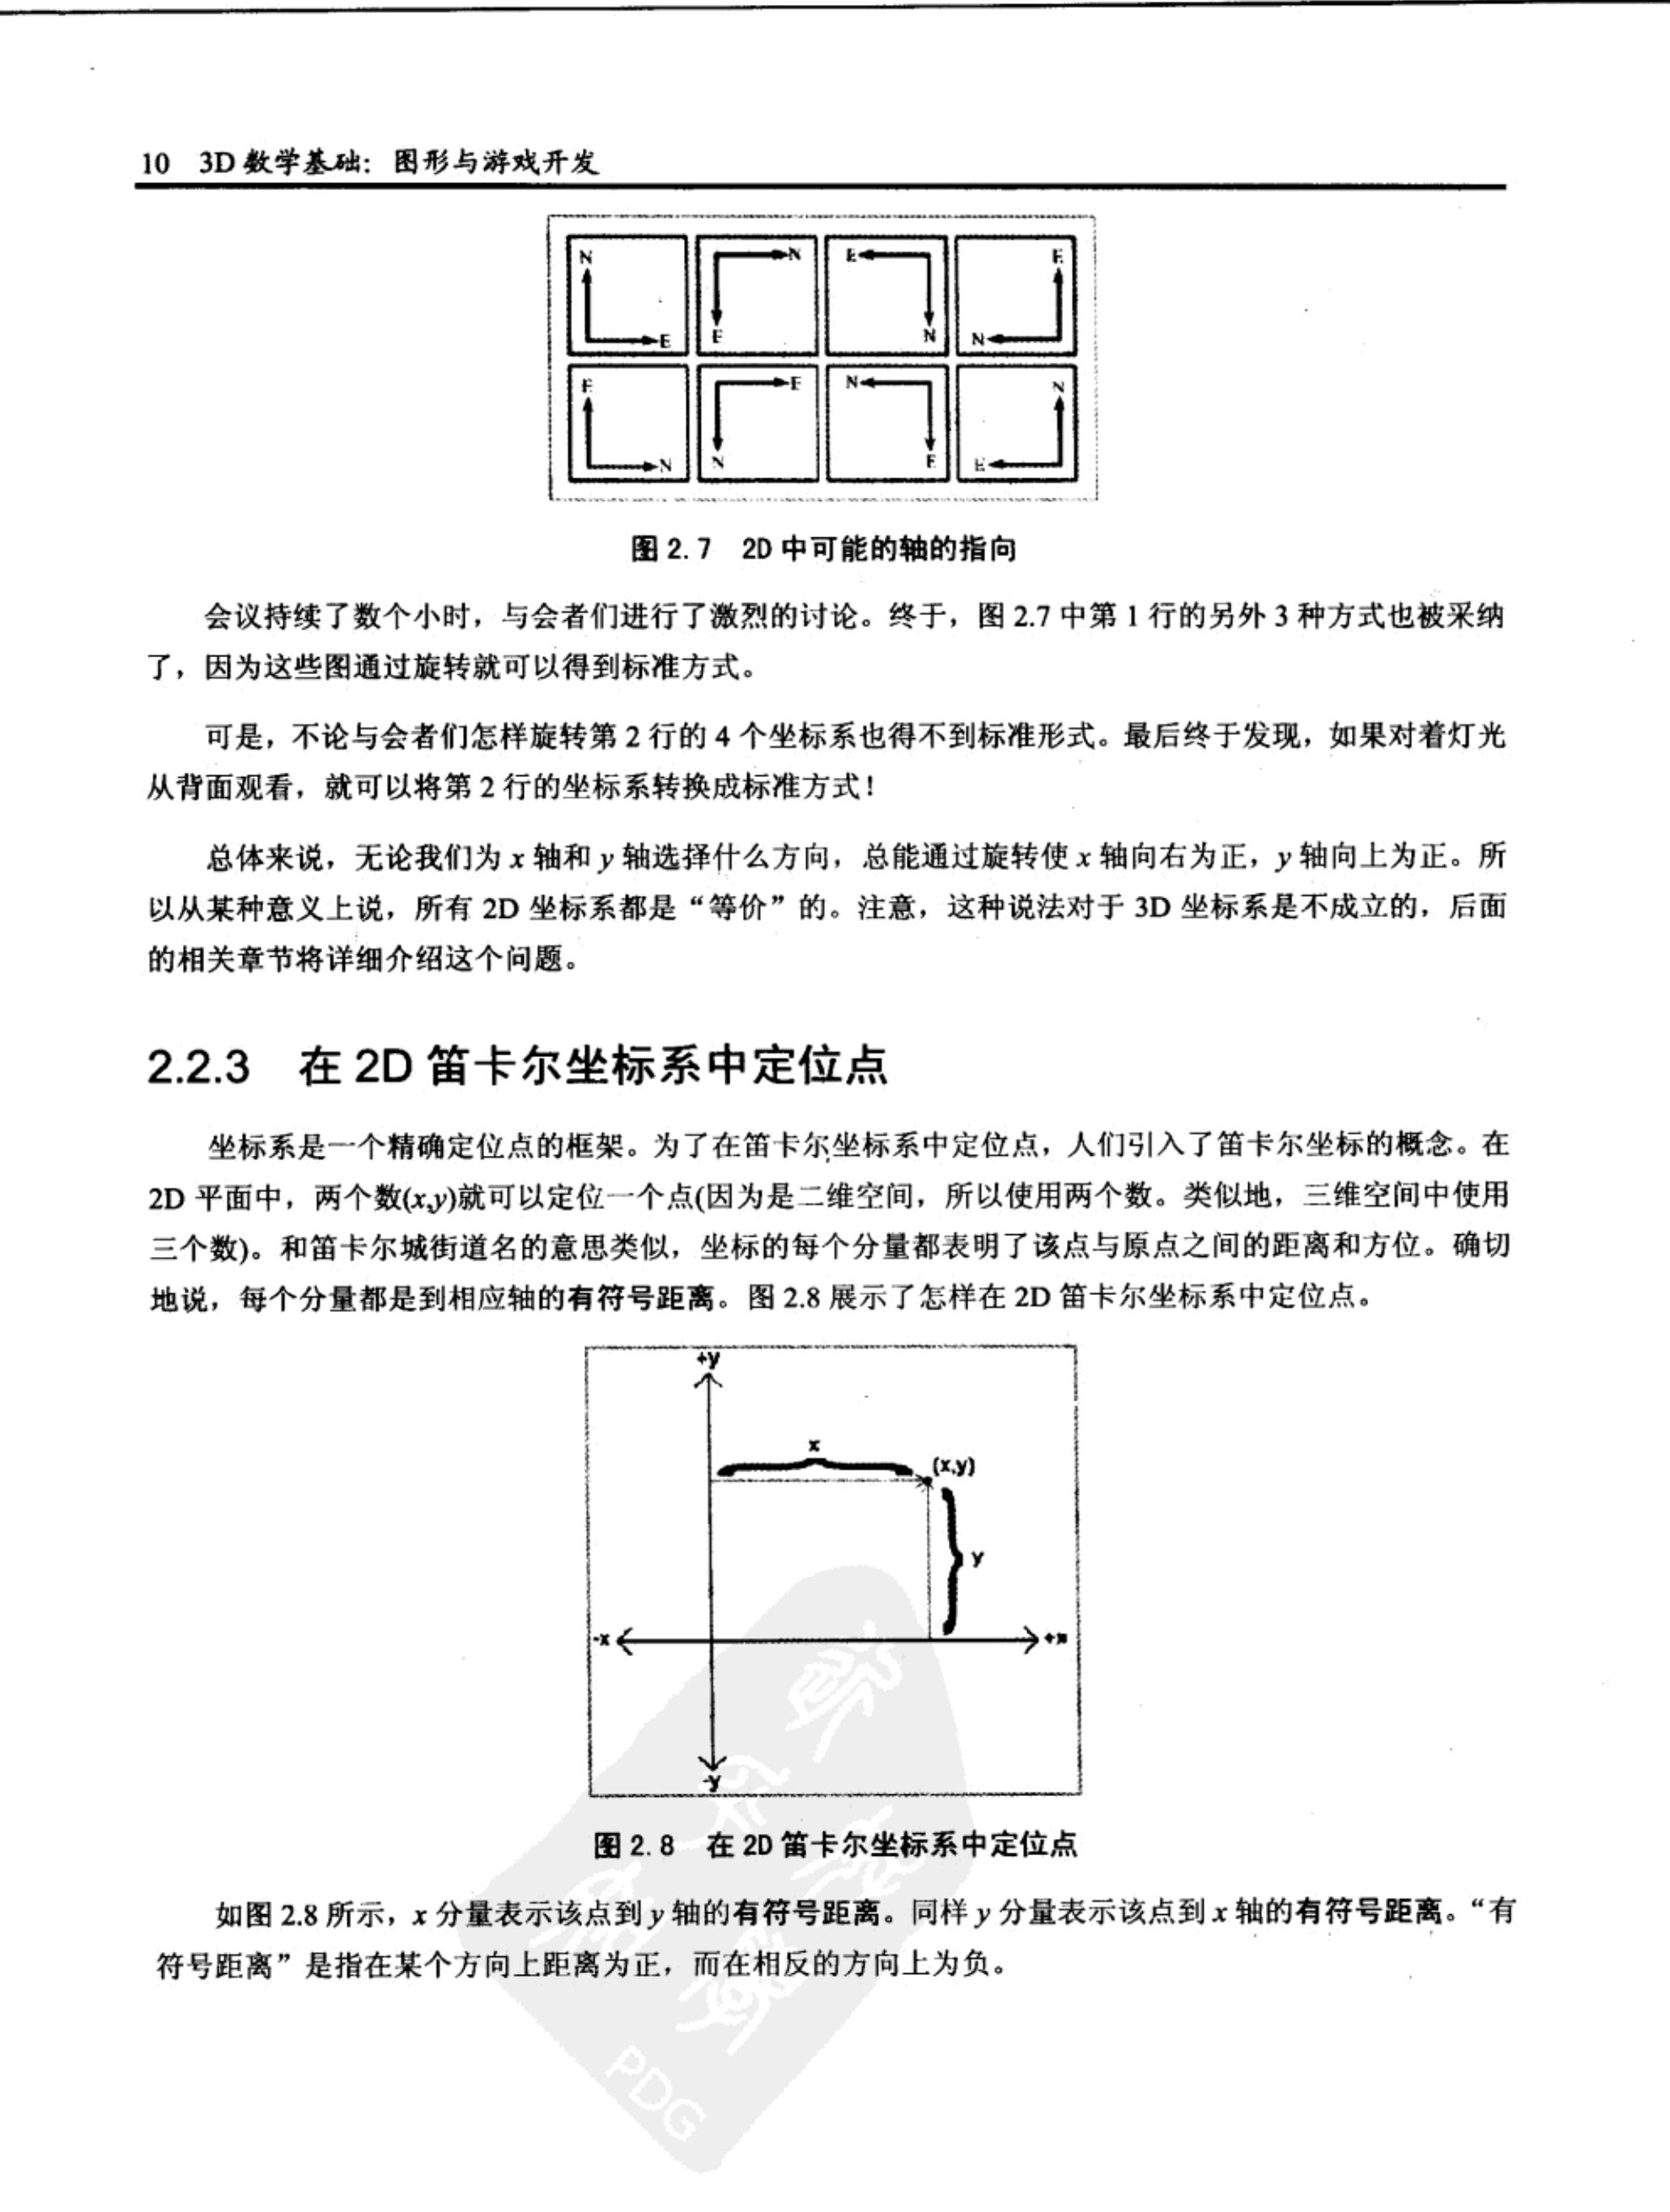 10 3D 数学基础：图形与游戏开发
N
E
N
E
E
N
E
N
E
N
E
N
N
E
N
E
图 2.7 2D 中可能的轴的指向
会议持续了数个小时，与会者们进行了激烈的讨论。终于，图 2.7 中第 1 行的另外 3 种方式也被采纳
了，因为这些图通过旋转就可以得到标准方式。
可是，不论与会者们怎样旋转第 2 行的 4 个坐标系也得不到标准形式。最后终于发现，如果对着灯光
从背面观看，就可以将第 2 行的坐标系转换成标准方式！
总体来说，无论我们为 x 轴和 y 轴选择什么方向，总能通过旋转使 x 轴向右为正，y 轴向上为正。所
以从某种意义上说，所有 2D 坐标系都是“等价”的。注意，这种说法对于 3D 坐标系是不成立的，后面
的相关章节将详细介绍这个问题。
2.2.3 在 2D 笛卡尔坐标系中定位点
坐标系是一个精确定位点的框架。为了在笛卡尔坐标系中定位点，人们引入了笛卡尔坐标的概念。在
2D 平面中，两个数(x,y)就可以定位一个点(因为是二维空间，所以使用两个数。类似地，三维空间中使用
三个数)。和笛卡尔城街道名的意思类似，坐标的每个分量都表明了该点与原点之间的距离和方位。确切
地说，每个分量都是到相应轴的有符号距离。图 2.8 展示了怎样在 2D 笛卡尔坐标系中定位点。
+y
x
(x,y)
y
-x
+x
-y
图 2.8 在 2D 笛卡尔坐标系中定位点
如图 2.8 所示，x 分量表示该点到 y 轴的有符号距离。同样 y 分量表示该点到 x 轴的有符号距离。“有
符号距离”是指在某个方向上距离为正，而在相反的方向上为负。
PDG